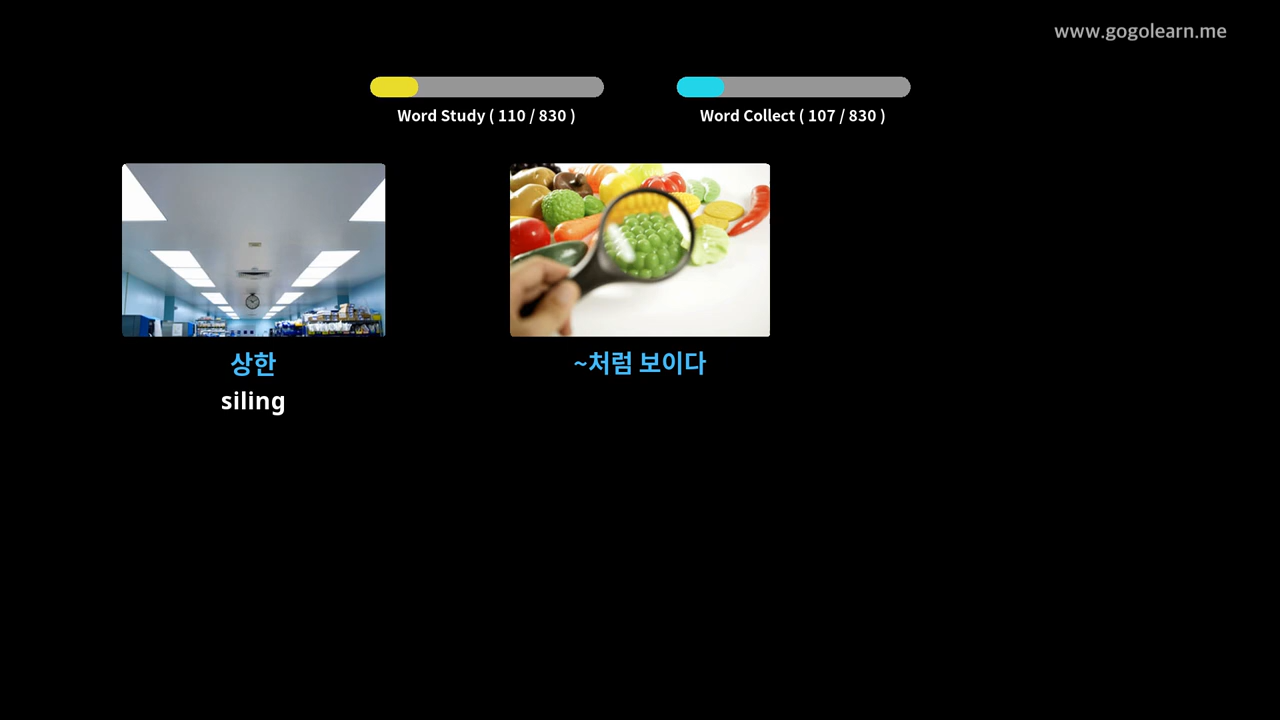 www.gogolearn.me
Word Study ( 110 / 830 )
Word Collect ( 107 / 830 )
상한
siling
~처럼 보이다